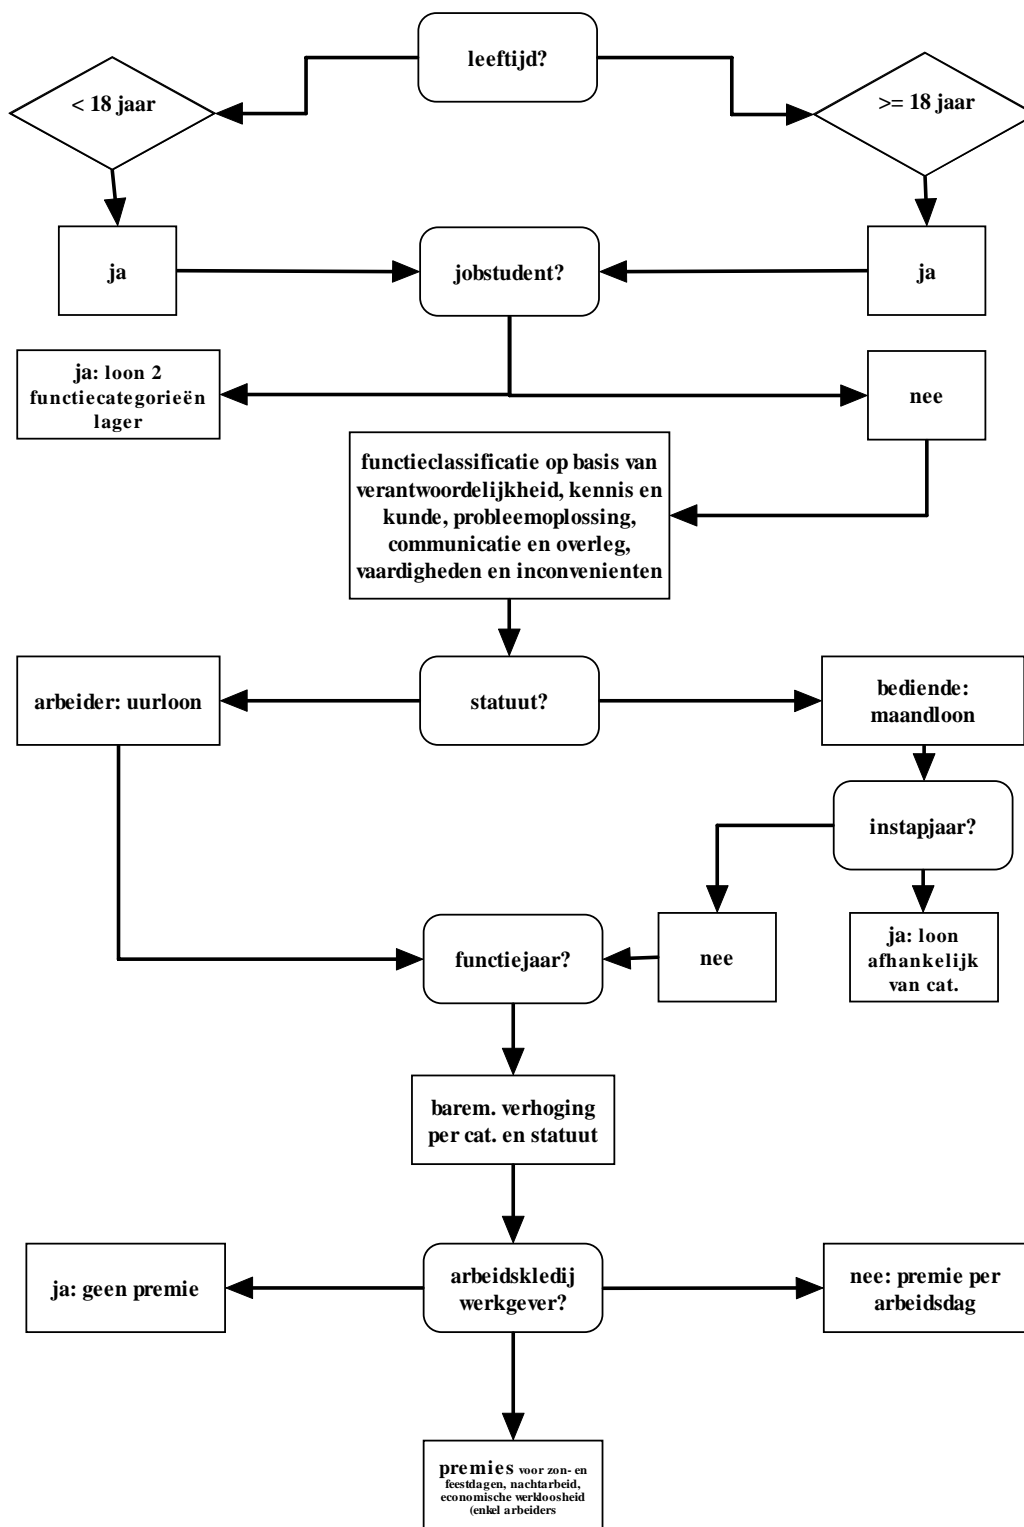 leeftijd?
< 18 jaar
>= 18 jaar
ja
jobstudent?
ja
ja: loon 2
functiecategorieën
lager
nee
functieclassificatie op basis van
verantwoordelijkheid, kennis en
kunde, probleemoplossing,
communicatie en overleg,
vaardigheden en inconvenienten
arbeider: uurloon
statuut?
bediende:
maandloon
instapjaar?
functiejaar?
nee
ja: loon
afhankelijk
van cat.
barem. verhoging
per cat. en statuut
ja: geen premie
arbeidskledij
werkgever?
nee: premie per
arbeidsdag
premies voor zon- en
feestdagen, nachtarbeid,
economische werkloosheid
(enkel arbeiders